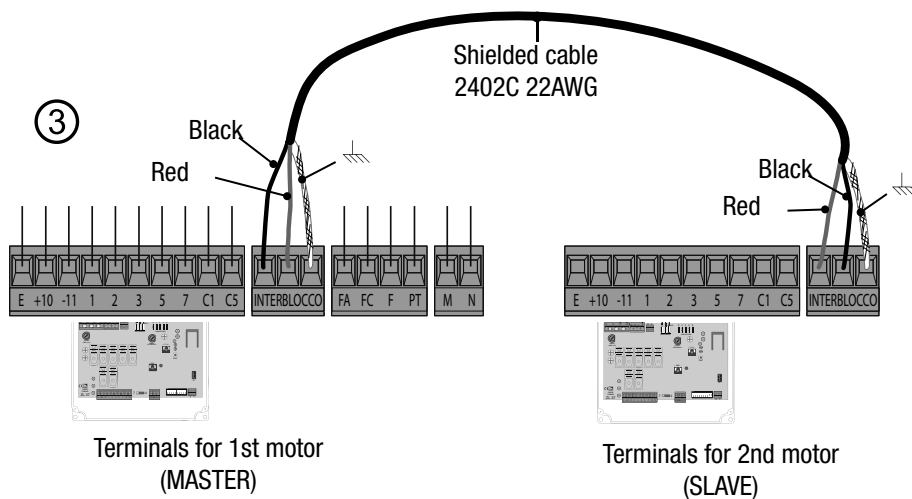 Shielded cable
2402C 22AWG
3
Black
Red
Black
Red
E +10 -11 1 2 3 5 7 C1 C5 INTERBLOCCO FA FC F PT M N
E +10 -11 1 2 3 5 7 C1 C5 INTERBLOCCO
Terminals for 1st motor
(MASTER)
Terminals for 2nd motor
(SLAVE)